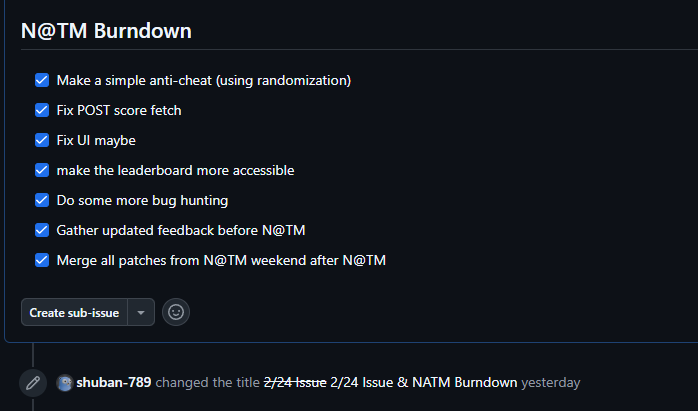 N@TM Burndown
Make a simple anti-cheat (using randomization)
Fix POST score fetch
Fix UI maybe
make the leaderboard more accessible
Do some more bug hunting
Gather updated feedback before N@TM
Merge all patches from N@TM weekend after N@TM
Create sub-issue
shuban-789 changed the title 2/24 Issue 2/24 Issue & NATM Burndown yesterday